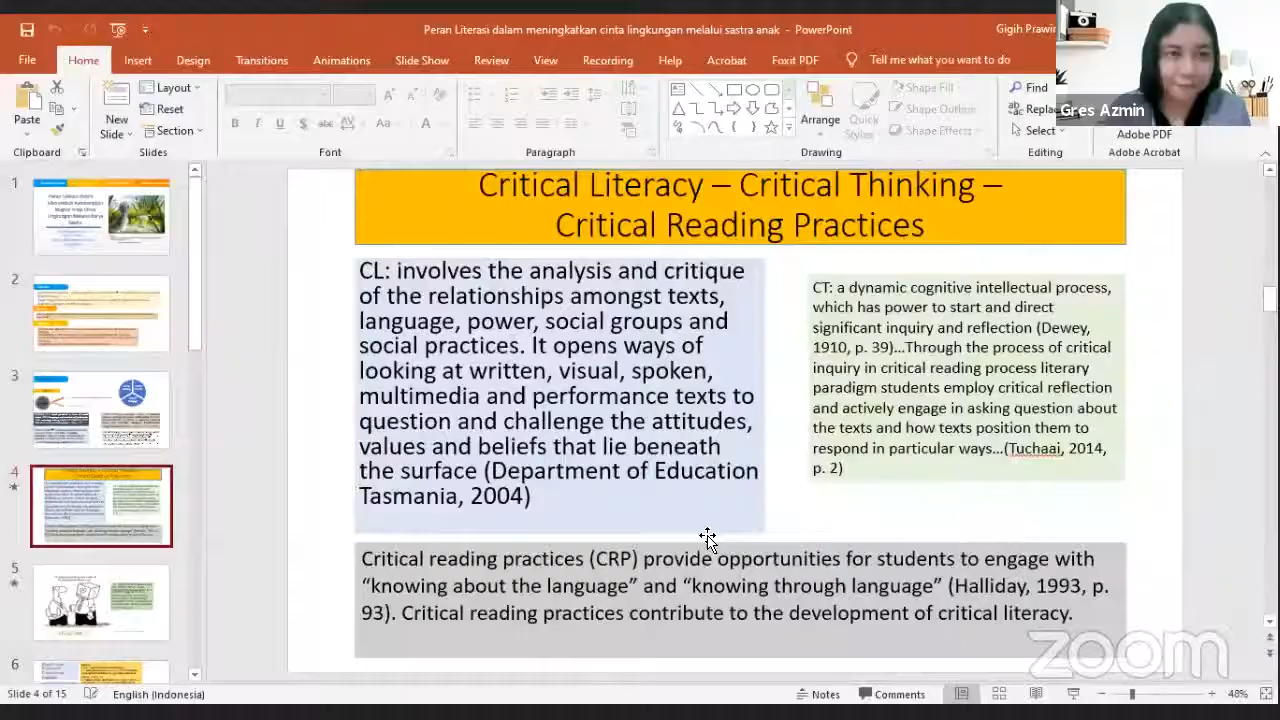 Peran Literasi dalam meningkatkan cinta lingkungan melalui sastra anak - PowerPoint
Gigih Prawir
File Home Insert Design Transitions Animations Slide Show Review View Recording Help Acrobat Foxit PDF Tell me what you want to do
Gres Azmin
Paste
New
Slide
Layout
Reset
Section
B I U S abc AV Aa A
Arrange
Quick
Styles
Shape Fill
Shape Outline
Shape Effects
Find
Repla
Select
Adobe PDF
Clipboard Slides Font Paragraph Drawing Editing Adobe Acrobat
1
2
3
4
5
6
Critical Literacy – Critical Thinking –
Critical Reading Practices
CL: involves the analysis and critique
of the relationships amongst texts,
language, power, social groups and
social practices. It opens ways of
looking at written, visual, spoken,
multimedia and performance texts to
question and challenge the attitudes,
values and beliefs that lie beneath
the surface (Department of Education
Tasmania, 2004)
CT: a dynamic cognitive intellectual process,
which has power to start and direct
significant inquiry and reflection (Dewey,
1910, p. 39)…Through the process of critical
inquiry in critical reading process literary
paradigm students employ critical reflection
and actively engage in asking question about
the texts and how texts position them to
respond in particular ways…(Tuchaai, 2014,
p. 2)
Critical reading practices (CRP) provide opportunities for students to engage with
“knowing about the language” and “knowing through language” (Halliday, 1993, p.
93). Critical reading practices contribute to the development of critical literacy.
zoom
Slide 4 of 15 English (Indonesia) Notes Comments 48%